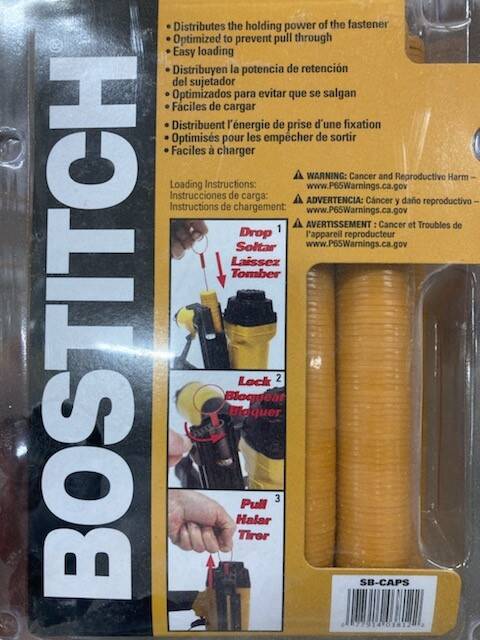 BOSTITCH®
• Distributes the holding power of the fastener
• Optimized to prevent pull through
• Easy loading
• Distribuyen la potencia de retención
del sujetador
• Optimizados para evitar que se salgan
• Fáciles de cargar
• Distribuent l'énergie de prise d'une fixation
• Optimisés pour les empêcher de sortir
• Faciles à charger
Loading Instructions:
Instrucciones de carga:
Instructions de chargement:
⚠ WARNING: Cancer and Reproductive Harm –
www.P65Warnings.ca.gov
⚠ ADVERTENCIA: Cáncer y daño reproductivo –
www.P65Warnings.ca.gov
⚠ AVERTISSEMENT : Cancer et Troubles de
l'appareil reproducteur
www.P65Warnings.ca.gov
1
Drop
Soltar
Laissez
Tomber
2
Lock
Bloquear
Bloquer
3
Pull
Halar
Tirer
SB-CAPS